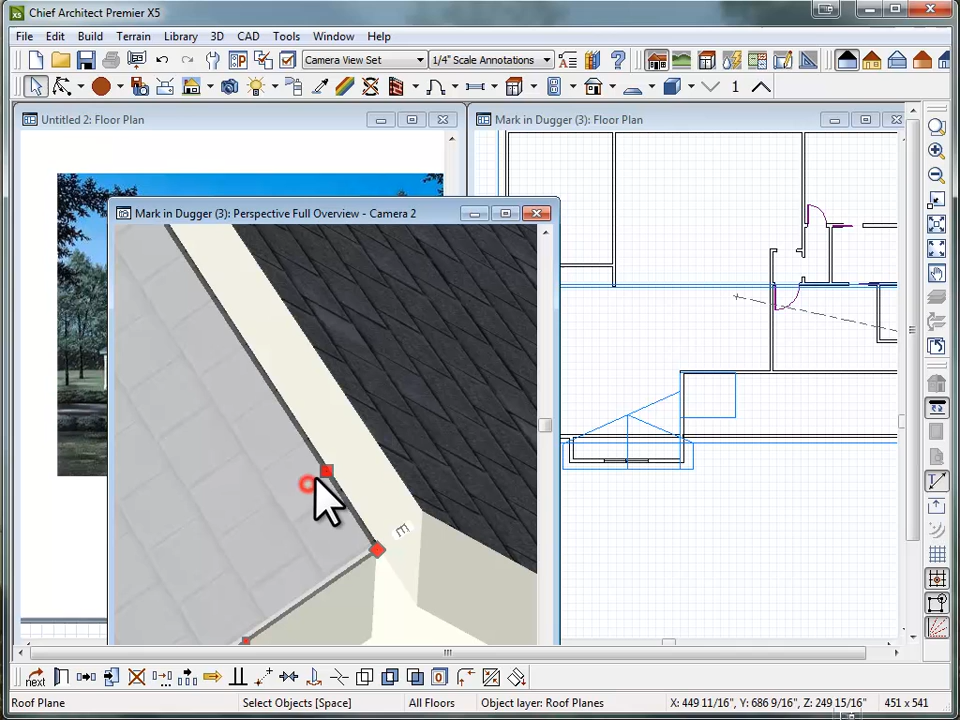 Chief Architect Premier X5
File Edit Build Terrain Library 3D CAD Tools Window Help
Camera View Set 1/4" Scale Annotations
1
Untitled 2: Floor Plan
Mark in Dugger (3): Floor Plan
Mark in Dugger (3): Perspective Full Overview - Camera 2
next
Roof Plane Select Objects [Space] All Floors Object layer: Roof Planes X: 449 11/16", Y: 686 9/16", Z: 249 15/16" 451 x 541